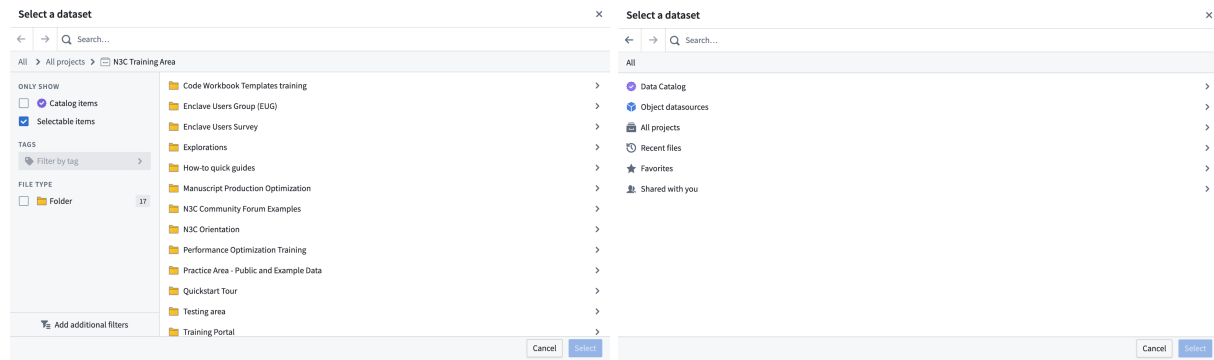 Select a dataset
Search...
All > All projects > N3C Training Area
ONLY SHOW
Catalog items
Selectable items
TAGS
Filter by tag
FILE TYPE
Folder 17
Add additional filters
Code Workbook Templates training
Enclave Users Group (EUG)
Enclave Users Survey
Explorations
How-to quick guides
Manuscript Production Optimization
N3C Community Forum Examples
N3C Orientation
Performance Optimization Training
Practice Area - Public and Example Data
Quickstart Tour
Testing area
Training Portal
Cancel Select
Select a dataset
Search...
All
Data Catalog
Object datasources
All projects
Recent files
Favorites
Shared with you
Cancel Select